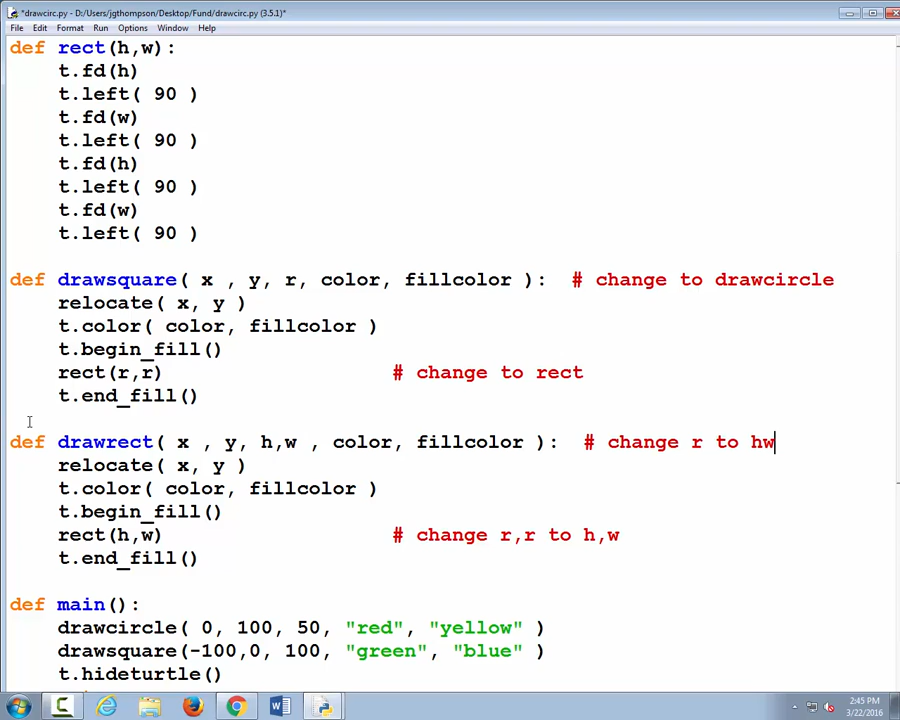 *drawcirc.py - D:/Users/jgthompson/Desktop/Fund/drawcirc.py (3.5.1)*
File Edit Format Run Options Window Help
def rect(h,w):
    t.fd(h)
    t.left( 90 )
    t.fd(w)
    t.left( 90 )
    t.fd(h)
    t.left( 90 )
    t.fd(w)
    t.left( 90 )
def drawsquare( x , y, r, color, fillcolor ):  # change to drawcircle
    relocate( x, y )
    t.color( color, fillcolor )
    t.begin_fill()
    rect(r,r)                    # change to rect
    t.end_fill()
def drawrect( x , y, h,w , color, fillcolor ):  # change r to hw
    relocate( x, y )
    t.color( color, fillcolor )
    t.begin_fill()
    rect(h,w)                    # change r,r to h,w
    t.end_fill()
def main():
    drawcircle( 0, 100, 50, "red", "yellow" )
    drawsquare(-100,0, 100, "green", "blue" )
    t.hideturtle()
2:45 PM
3/22/2016